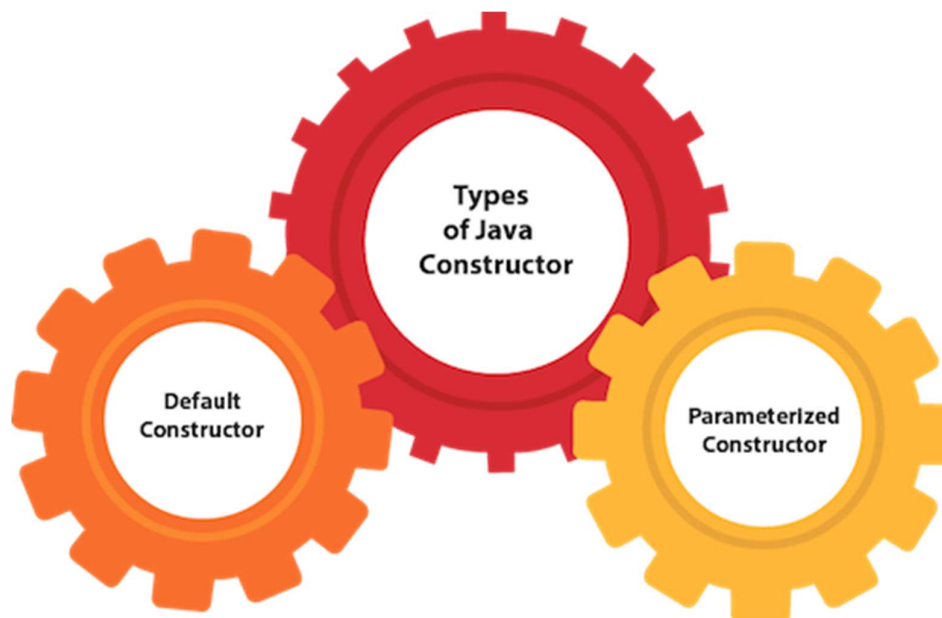 Types
of Java
Constructor
Default
Constructor
Parameterized
Constructor